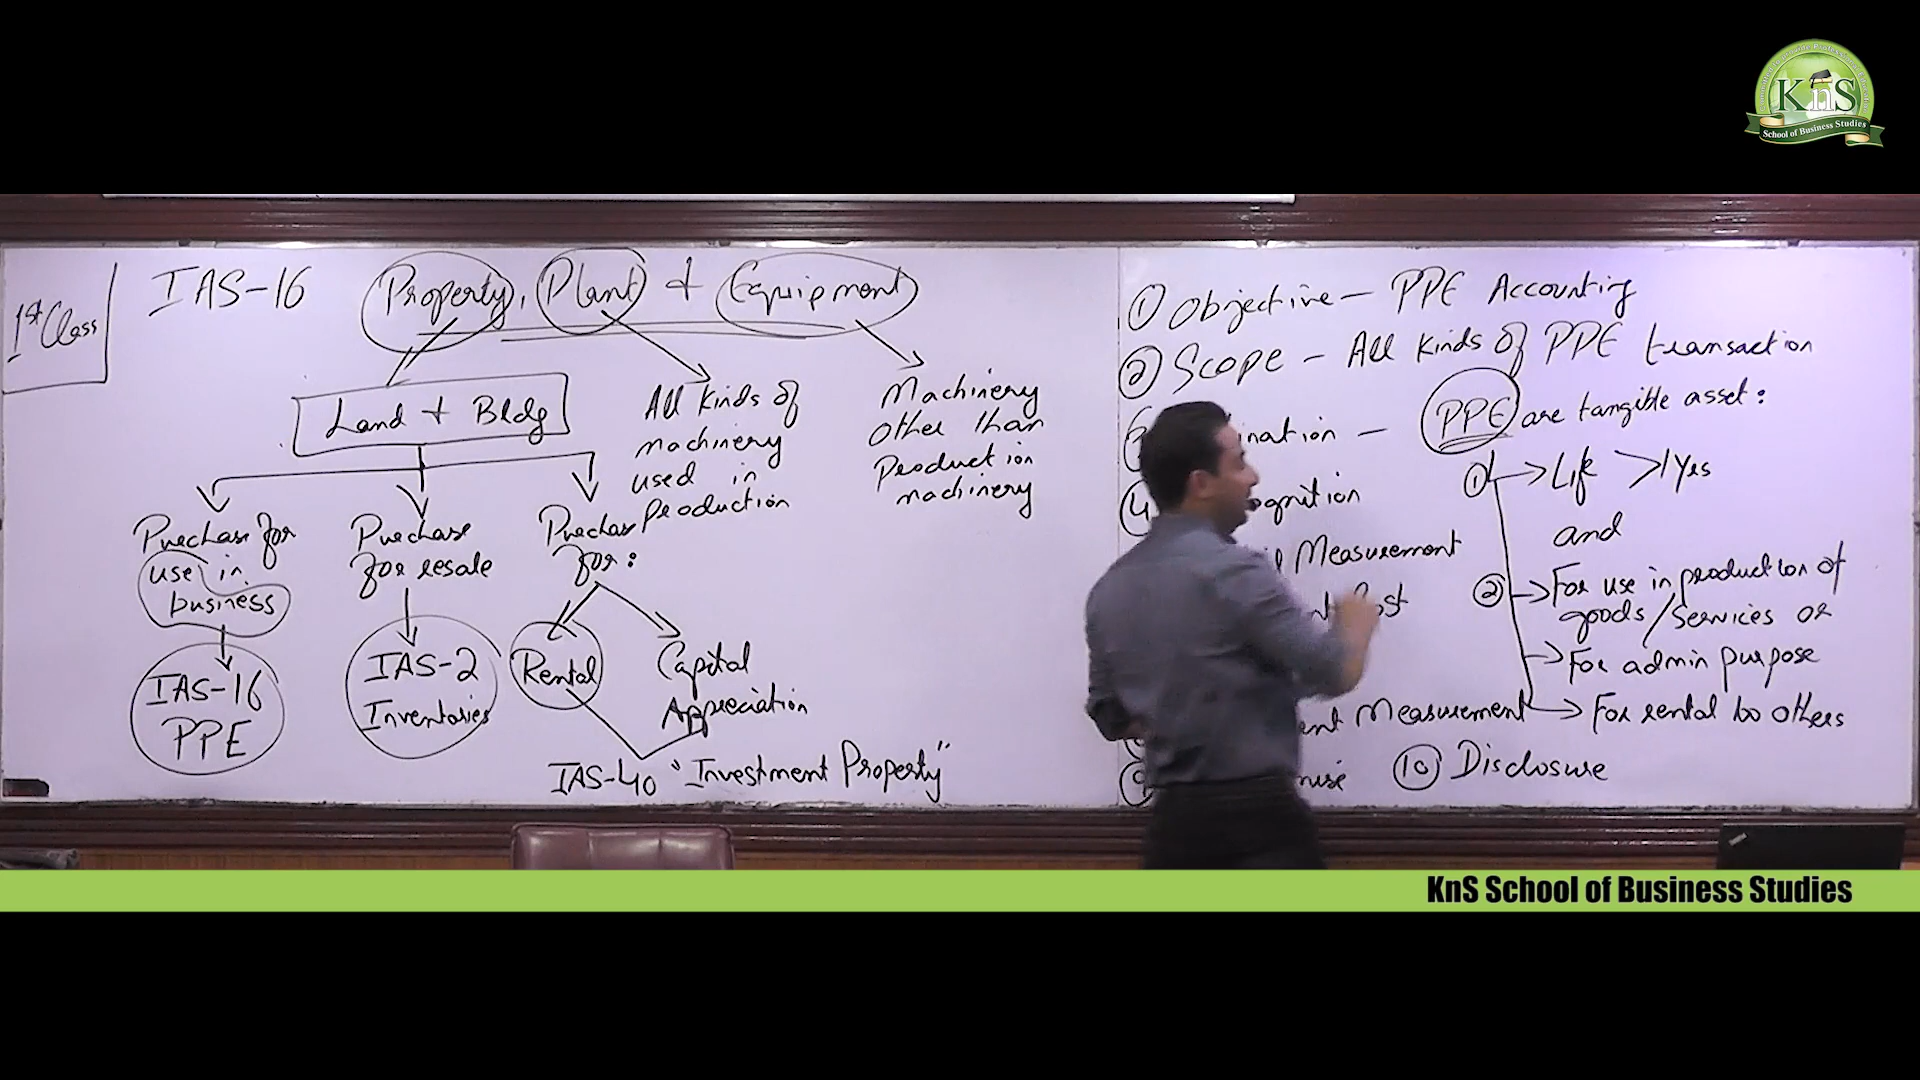 KnS
School of Business Studies
1st Class
IAS-16 Property, Plant & Equipment
Land + Bldg
All kinds of
machinery
used in
production
Machinery
other than
Production
machinery
Purchase for
use in
business
IAS-16
PPE
Purchase
for resale
IAS-2
Inventories
Purchase
for:
Rental
Capital
Appreciation
IAS-40 "Investment Property"
① Objective — PPE Accounting
② Scope — All kinds of PPE transaction
PPE are tangible asset:
① → Life > 1 Yes
and
② → For use in production of
goods/services or
→ For admin purpose
→ For rental to others
Measurement
Measurement
⑩ Disclosure
KnS School of Business Studies